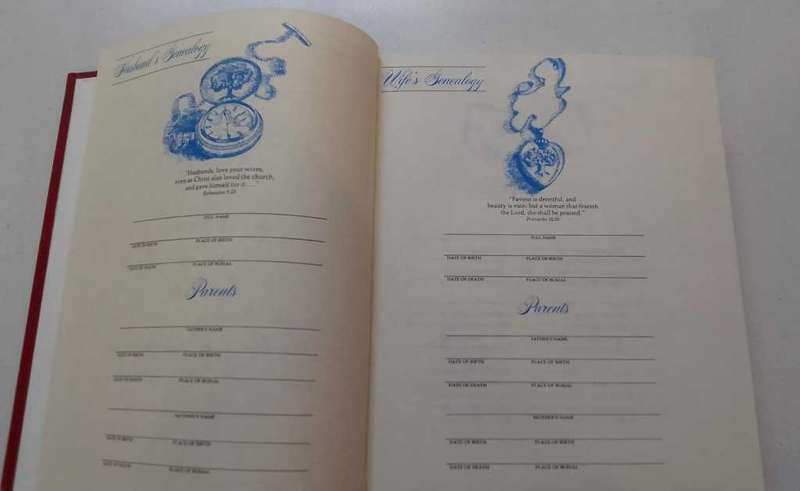 Husband's Genealogy
"Husbands, love your wives,
even as Christ also loved the church,
and gave himself for it . . . ."
Ephesians 5:25
FULL NAME
DATE OF BIRTH PLACE OF BIRTH
DATE OF DEATH PLACE OF BURIAL
Parents
FATHER'S NAME
DATE OF BIRTH PLACE OF BIRTH
DATE OF DEATH PLACE OF BURIAL
MOTHER'S NAME
DATE OF BIRTH PLACE OF BIRTH
DATE OF DEATH PLACE OF BURIAL
Wife's Genealogy
"Favour is deceitful, and
beauty is vain: but a woman that feareth
the Lord, she shall be praised."
Proverbs 31:30
FULL NAME
DATE OF BIRTH PLACE OF BIRTH
DATE OF DEATH PLACE OF BURIAL
Parents
FATHER'S NAME
DATE OF BIRTH PLACE OF BIRTH
DATE OF DEATH PLACE OF BURIAL
MOTHER'S NAME
DATE OF BIRTH PLACE OF BIRTH
DATE OF DEATH PLACE OF BURIAL